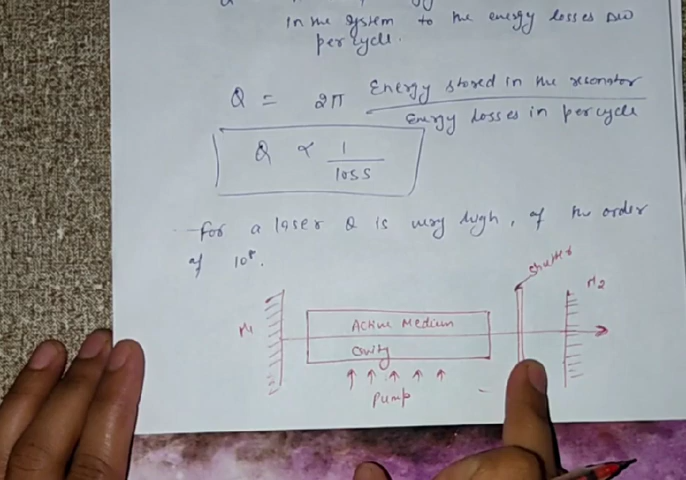 in the system to the energy losses ΔW
per cycle.
Q = 2π Energy stored in the resonator
Energy losses in per cycle
Q ∝ 1
loss
For a laser Q is very high, of the order
of 10⁸.
shutter
M1
M2
Active Medium
Cavity
Pump